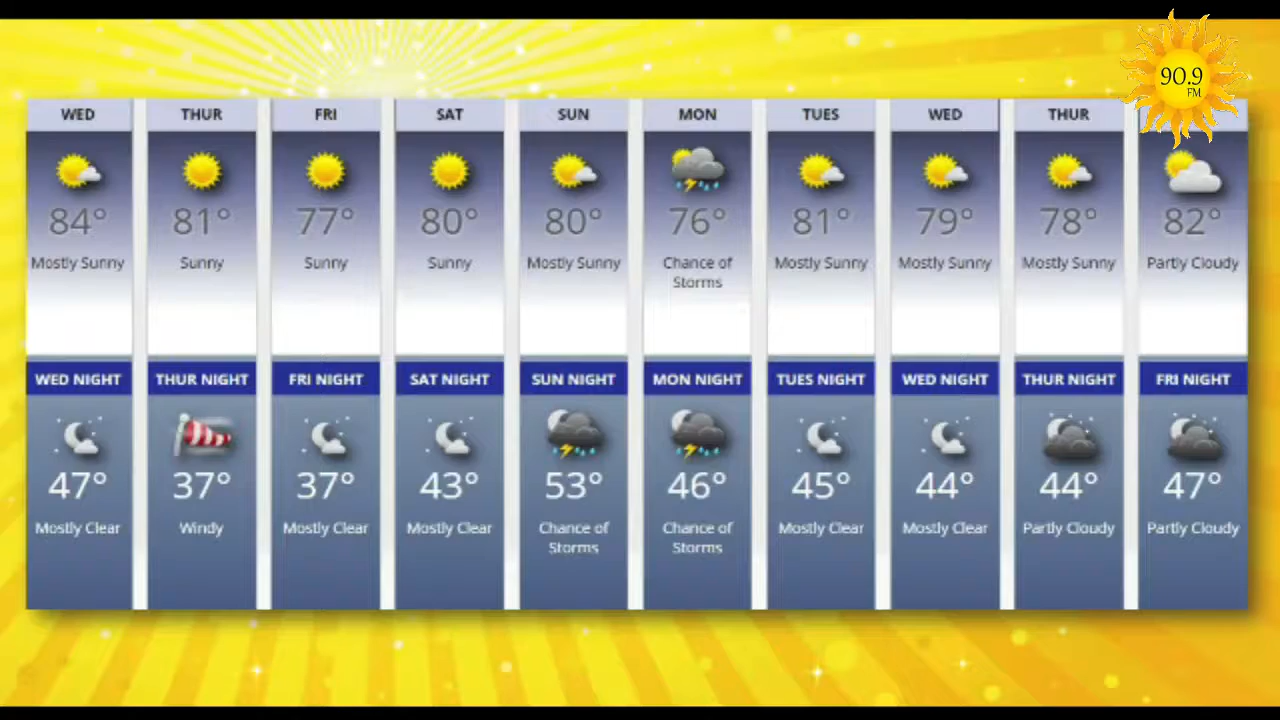 90.9
FM
WED THUR FRI SAT SUN MON TUES WED THUR
84° 81° 77° 80° 80° 76° 81° 79° 78° 82°
Mostly Sunny Sunny Sunny Sunny Mostly Sunny Chance of Mostly Sunny Mostly Sunny Mostly Sunny Partly Cloudy
Storms
WED NIGHT THUR NIGHT FRI NIGHT SAT NIGHT SUN NIGHT MON NIGHT TUES NIGHT WED NIGHT THUR NIGHT FRI NIGHT
47° 37° 37° 43° 53° 46° 45° 44° 44° 47°
Mostly Clear Windy Mostly Clear Mostly Clear Chance of Chance of Mostly Clear Mostly Clear Partly Cloudy Partly Cloudy
Storms Storms